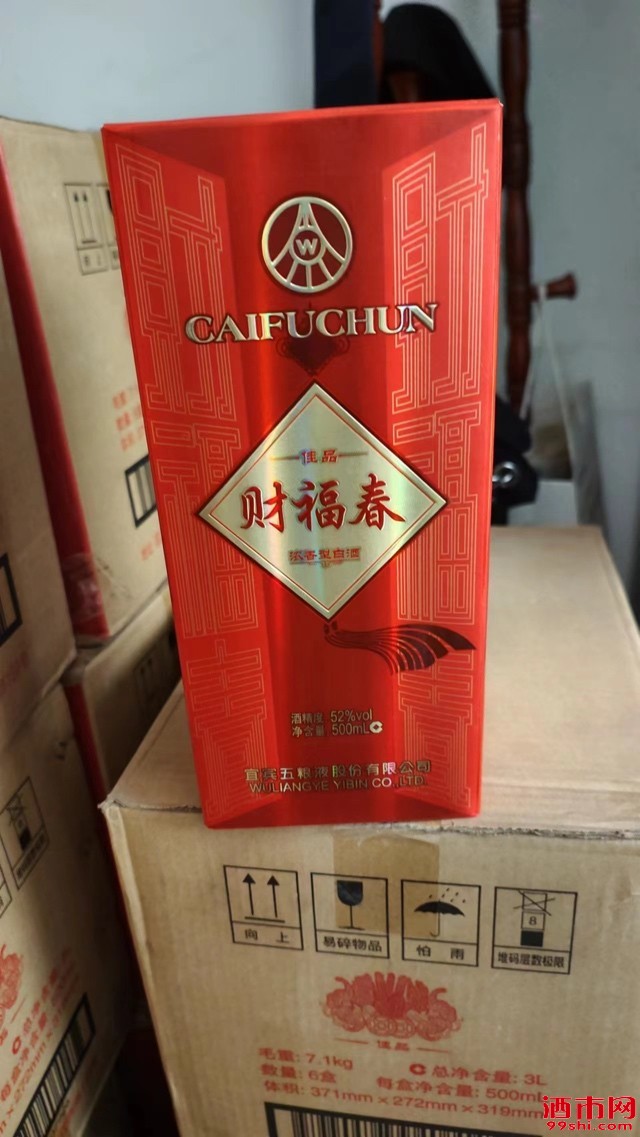 W
CAIFUCHUN
佳品
财福春
浓香型白酒
酒精度 52%vol
净含量 500mL
宜宾五粮液股份有限公司
WULIANGYE YIBIN CO.,LTD.
向上
易碎物品
怕雨
8
堆码层数极限
佳品
毛重: 7.1kg
C 总净含量: 3L
数量: 6盒
每盒净含量: 500mL
体积: 371mm×272mm×319mm
酒市网
99shi.com